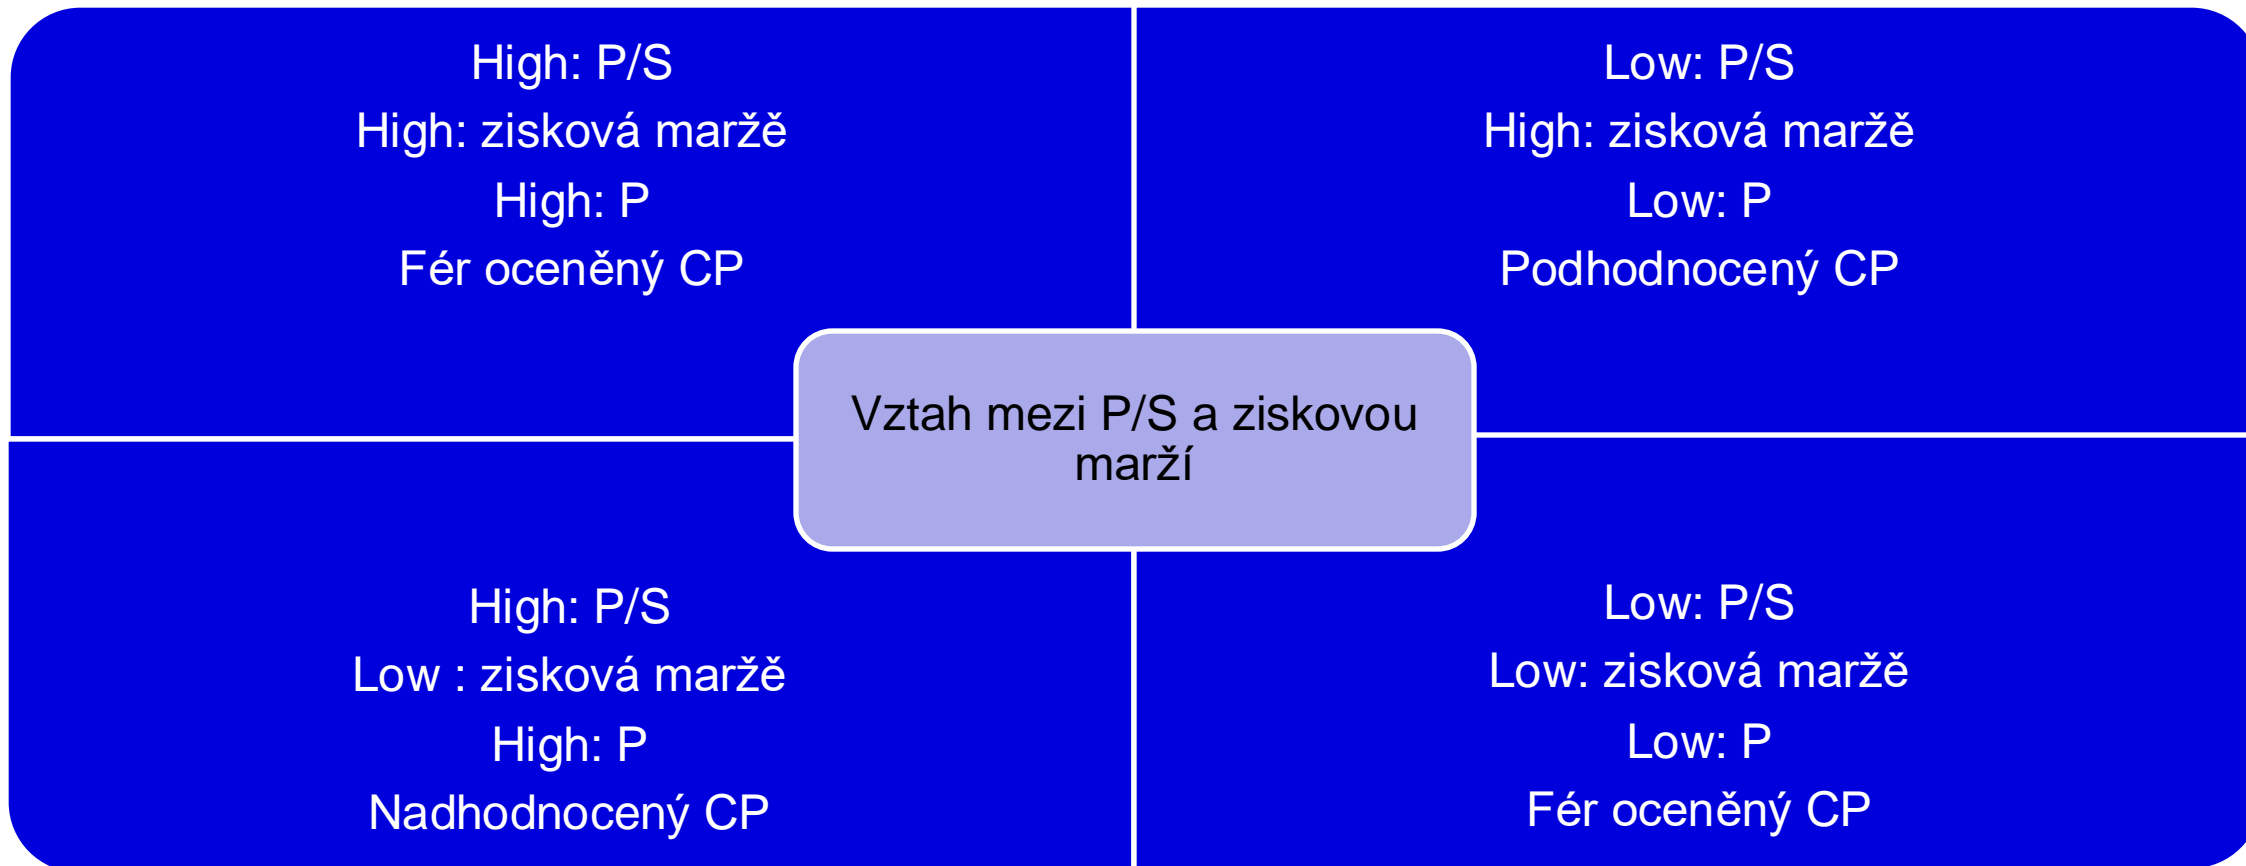 High: P/S
High: zisková maržě
High: P
Fér oceněný CP
Low: P/S
High: zisková maržě
Low: P
Podhodnocený CP
Vztah mezi P/S a ziskovou
marží
High: P/S
Low : zisková maržě
High: P
Nadhodnocený CP
Low: P/S
Low: zisková maržě
Low: P
Fér oceněný CP